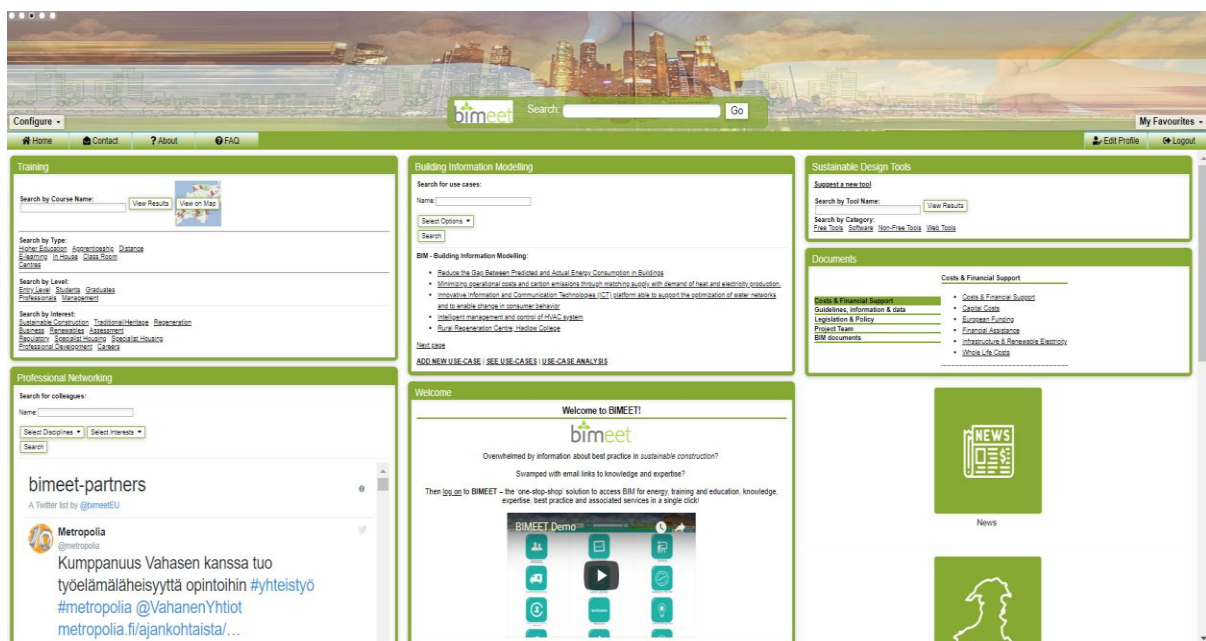 bimeet
Search:
Go
Configure
My Favourites
Home
Contact
About
FAQ
Edit Profile
Logout
Training
Search by Course Name:
View Results
View on Map
Search by Type:
Higher Education Apprenticeship Distance
E-learning In House Class Room
Centres
Search by Level:
Entry Level Students Graduates
Professionals Management
Search by Interest:
Sustainable Construction Traditional/Heritage Regeneration
Business Renewables Assessment
Regulatory Specialist Housing Specialist Housing
Professional Development Careers
Professional Networking
Search for colleagues:
Name:
Select Disciplines
Select Interests
Search
bimeet-partners
A Twitter list by @bimeetEU
Metropolia
@metropolia
Kumppanuus Vahasen kanssa tuo
työelämäläheisyyttä opintoihin #yhteistyö
#metropolia @VahanenYhtiot
metropolia.fi/ajankohtaista/…
Building Information Modelling
Search for use cases:
Name:
Select Options
Search
BIM - Building Information Modelling:
Reduce the Gap Between Predicted and Actual Energy Consumption in Buildings
Minimizing operational costs and carbon emissions through matching supply with demand of heat and electricity production.
Innovative Information and Communication Technologies (ICT) platform able to support the optimization of water networks
and to enable change in consumer behavior
Intelligent management and control of HVAC system
Rural Regeneration Centre, Hadlow College
Next page
ADD NEW USE-CASE | SEE USE-CASES | USE-CASE ANALYSIS
Welcome
Welcome to BIMEET!
bimeet
Overwhelmed by information about best practice in sustainable construction?
Swamped with email links to knowledge and expertise?
Then log on to BIMEET – the 'one-stop-shop' solution to access BIM for energy, training and education, knowledge,
expertise, best practice and associated services in a single click!
BIMEET Demo
Sustainable Design Tools
Suggest a new tool
Search by Tool Name:
View Results
Search by Category:
Free Tools Software Non-Free Tools Web Tools
Documents
Costs & Financial Support
Guidelines, information & data
Legislation & Policy
Project Team
BIM documents
Costs & Financial Support
Costs & Financial Support
Capital Costs
European Funding
Financial Assistance
Infrastructure & Renewable Electricity
Whole Life Costs
NEWS
News